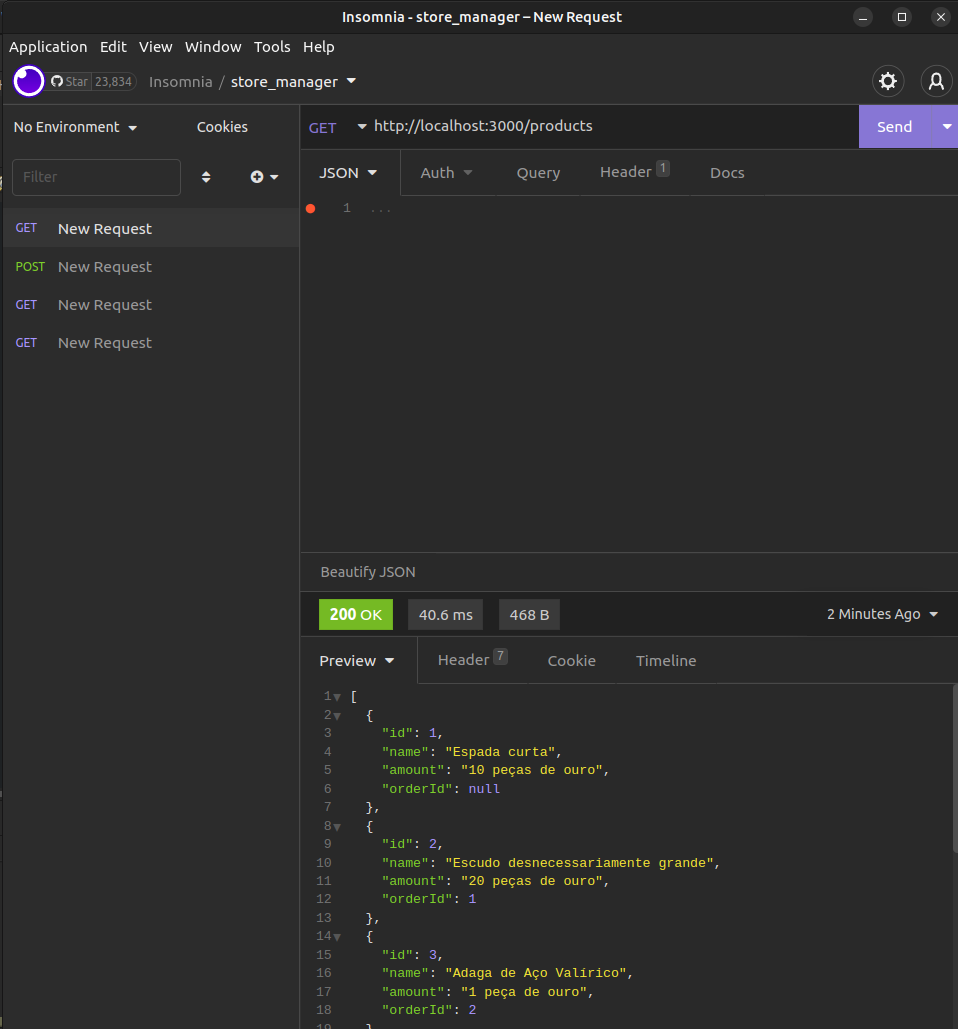 Insomnia - store_manager – New Request
Application Edit View Window Tools Help
Star 23,834 Insomnia / store_manager
No Environment Cookies
GET http://localhost:3000/products Send
Filter
JSON Auth Query Header 1 Docs
1 ...
GET New Request
POST New Request
GET New Request
GET New Request
Beautify JSON
200 OK 40.6 ms 468 B 2 Minutes Ago
Preview Header 7 Cookie Timeline
1 [
2 {
3 "id": 1,
4 "name": "Espada curta",
5 "amount": "10 peças de ouro",
6 "orderId": null
7 },
8 {
9 "id": 2,
10 "name": "Escudo desnecessariamente grande",
11 "amount": "20 peças de ouro",
12 "orderId": 1
13 },
14 {
15 "id": 3,
16 "name": "Adaga de Aço Valírico",
17 "amount": "1 peça de ouro",
18 "orderId": 2